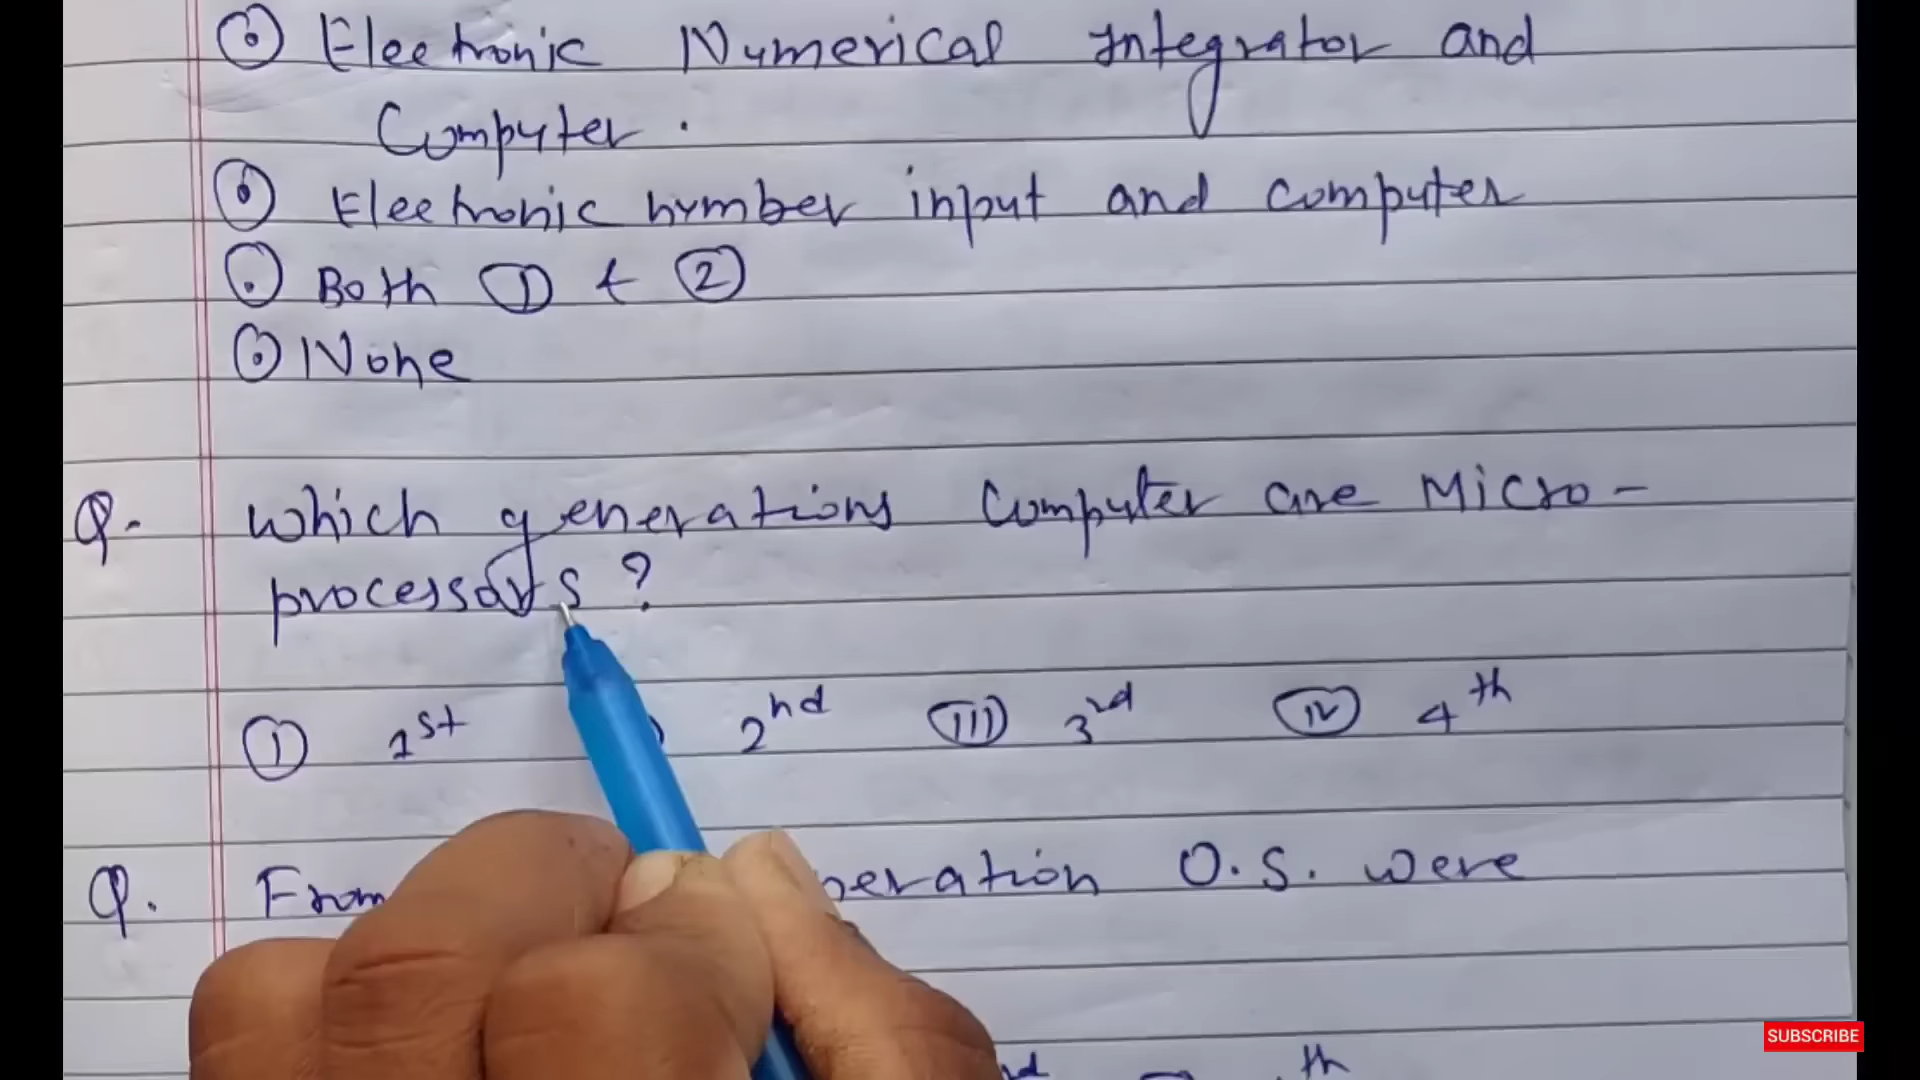 Electronic Numerical Integrator and
Computer.
Electronic number input and computer
Both ① & ②
None
Q- Which generations Computer are Micro-
processors ?
Ⓘ 1st 2nd ⒾⅠⅠ 3rd Ⓘⅴ 4th
Q. From O.S. were
th
SUBSCRIBE